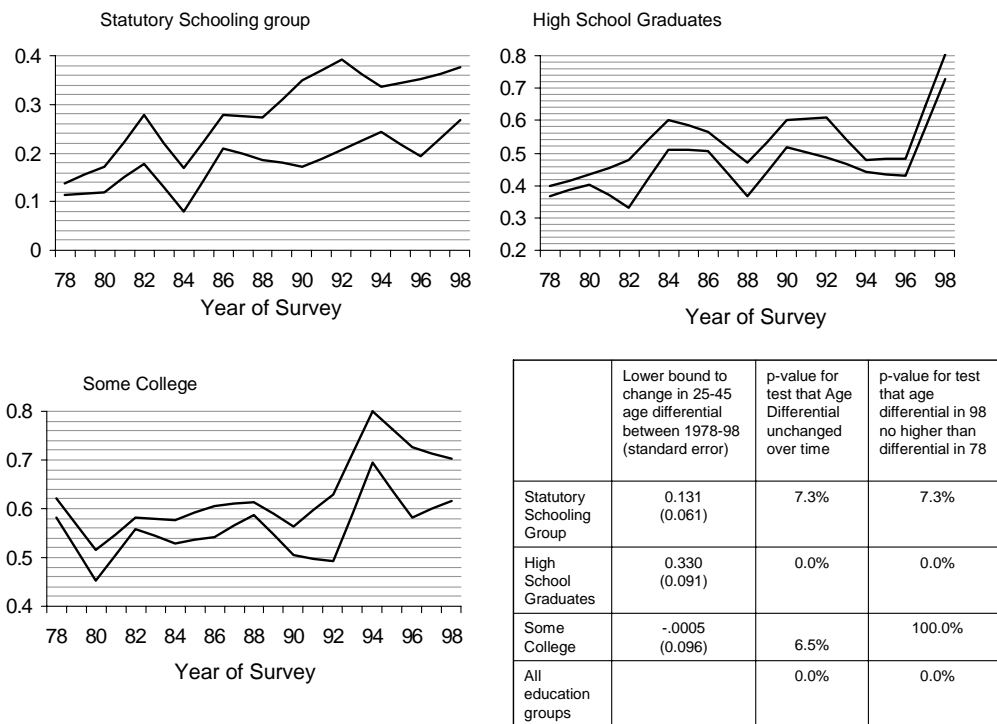 Statutory Schooling group
0.4
0.3
0.2
0.1
0
78 80 82 84 86 88 90 92 94 96 98
Year of Survey
High School Graduates
0.8
0.7
0.6
0.5
0.4
0.3
0.2
78 80 82 84 86 88 90 92 94 96 98
Year of Survey
Some College
0.8
0.7
0.6
0.5
0.4
78 80 82 84 86 88 90 92 94 96 98
Year of Survey
Lower bound to
change in 25-45
age differential
between 1978-98
(standard error)
p-value for
test that Age
Differential
unchanged
over time
p-value for test
that age
differential in 98
no higher than
differential in 78
Statutory
Schooling
Group
0.131
(0.061)
7.3%
7.3%
High
School
Graduates
0.330
(0.091)
0.0%
0.0%
Some
College
-.0005
(0.096)
6.5%
100.0%
All
education
groups
0.0%
0.0%